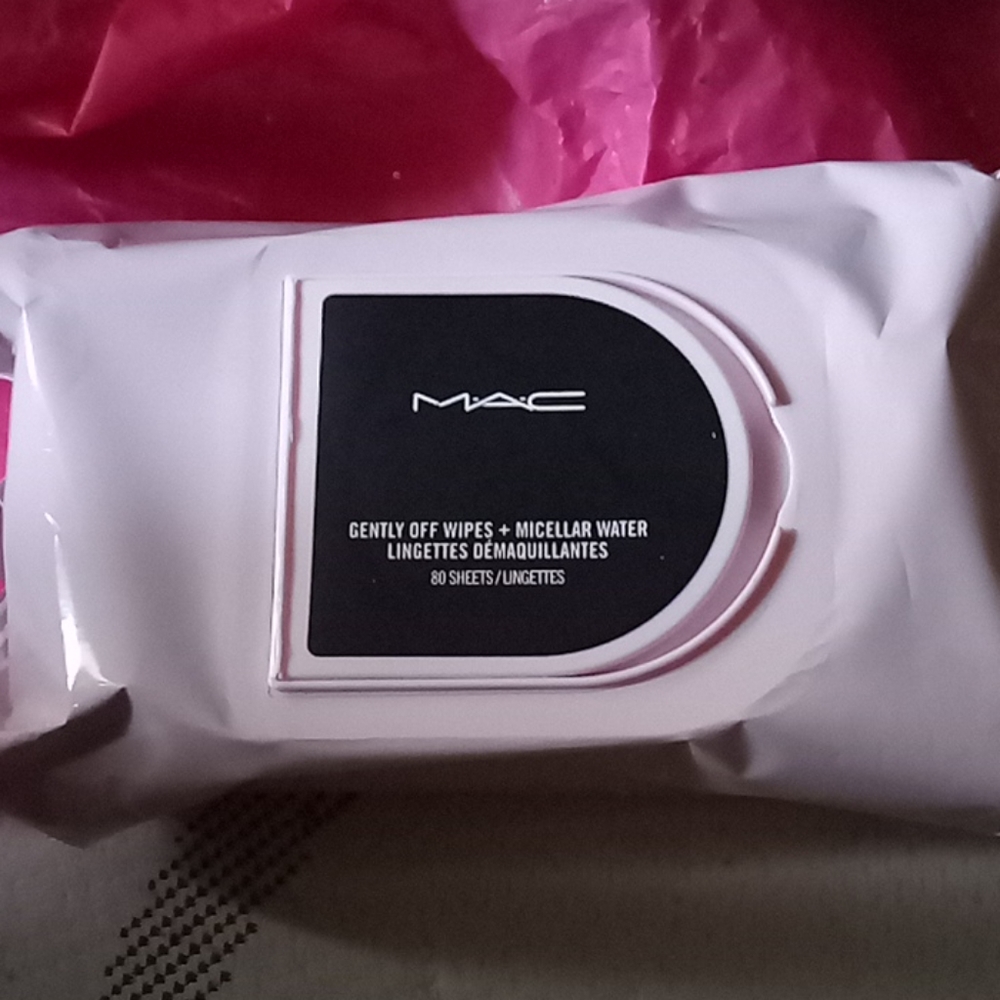 M·A·C
GENTLY OFF WIPES + MICELLAR WATER
LINGETTES DÉMAQUILLANTES
80 SHEETS/LINGETTES